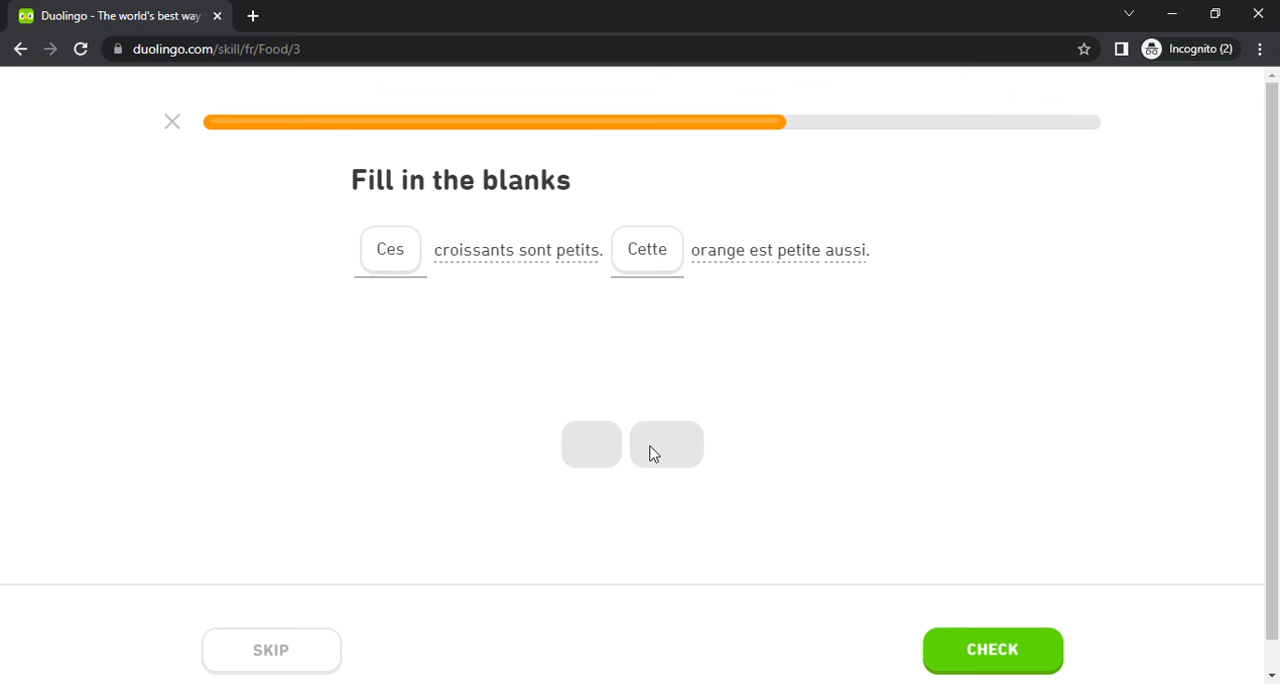 Duolingo - The world's best way
duolingo.com/skill/fr/Food/3
Incognito (2)
Fill in the blanks
Ces croissants sont petits. Cette orange est petite aussi.
SKIP
CHECK